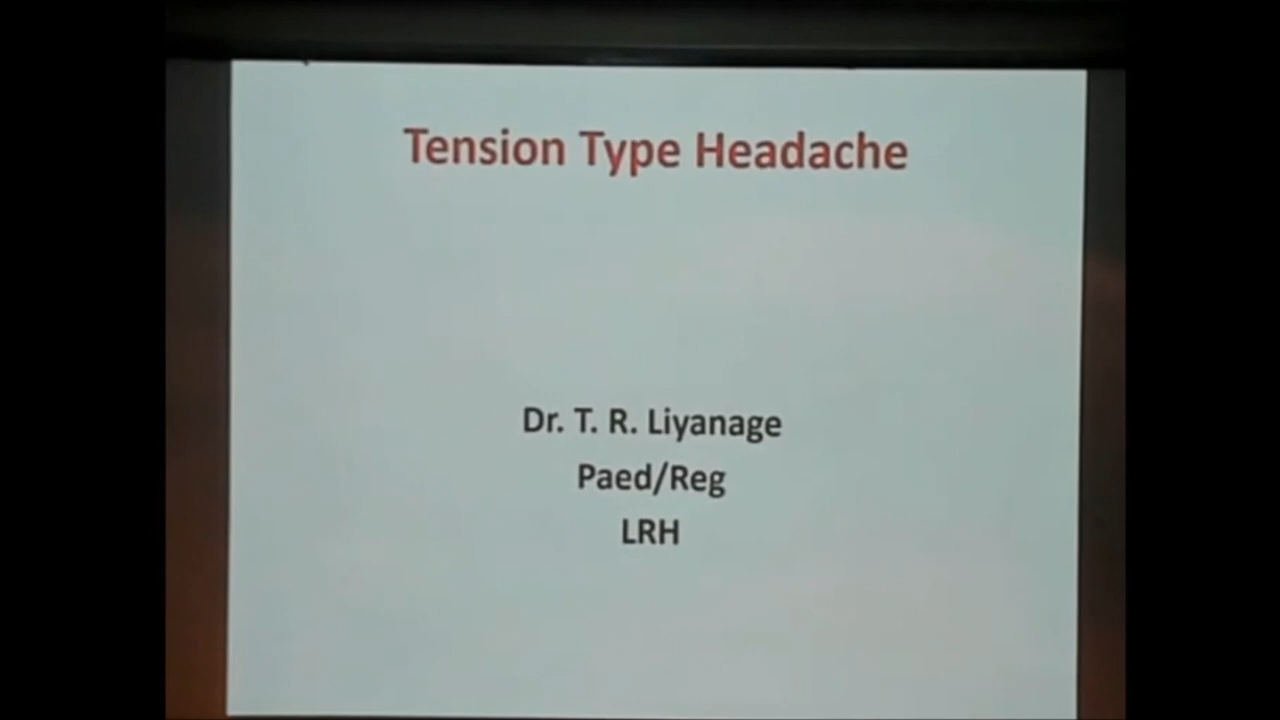 Tension Type Headache
Dr. T. R. Liyanage
Paed/Reg
LRH